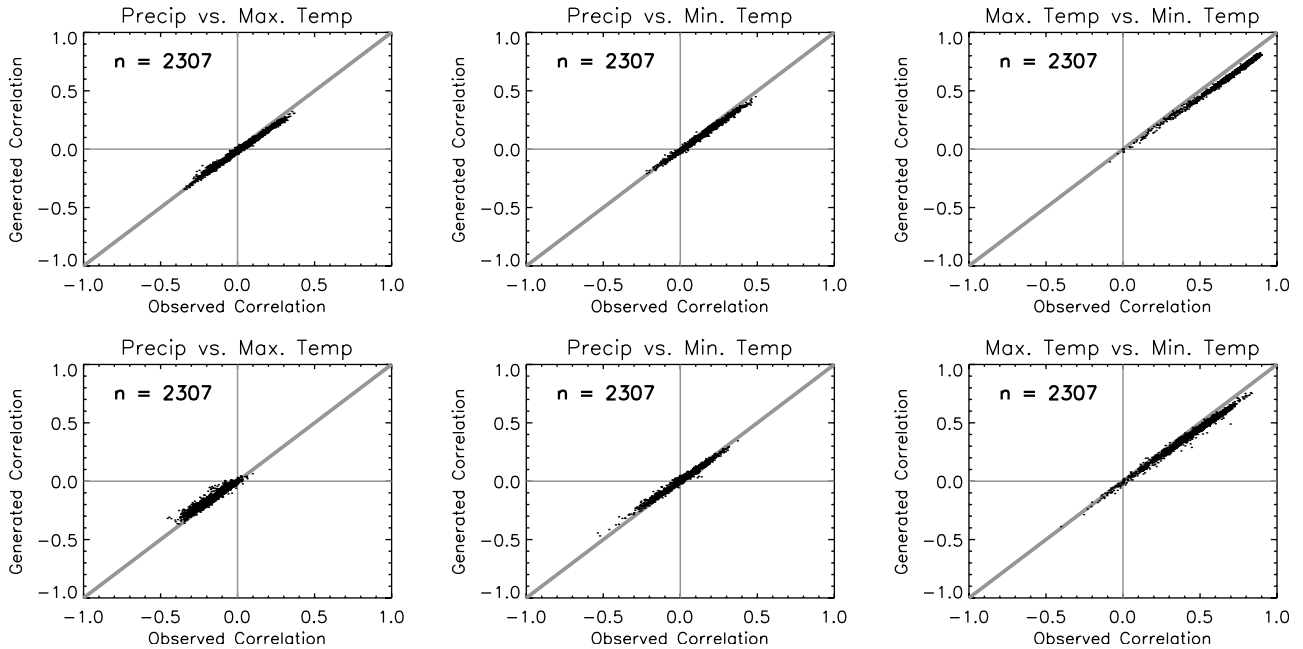 Precip vs. Max. Temp
Precip vs. Min. Temp
Max. Temp vs. Min. Temp
1.0
n = 2307
0.5
0.0
−0.5
−1.0
Generated Correlation
−1.0 −0.5 0.0 0.5 1.0
Observed Correlation
1.0
n = 2307
0.5
0.0
−0.5
−1.0
Generated Correlation
−1.0 −0.5 0.0 0.5 1.0
Observed Correlation
1.0
n = 2307
0.5
0.0
−0.5
−1.0
Generated Correlation
−1.0 −0.5 0.0 0.5 1.0
Observed Correlation
Precip vs. Max. Temp
Precip vs. Min. Temp
Max. Temp vs. Min. Temp
1.0
n = 2307
0.5
0.0
−0.5
−1.0
Generated Correlation
−1.0 −0.5 0.0 0.5 1.0
Observed Correlation
1.0
n = 2307
0.5
0.0
−0.5
−1.0
Generated Correlation
−1.0 −0.5 0.0 0.5 1.0
Observed Correlation
1.0
n = 2307
0.5
0.0
−0.5
−1.0
Generated Correlation
−1.0 −0.5 0.0 0.5 1.0
Observed Correlation